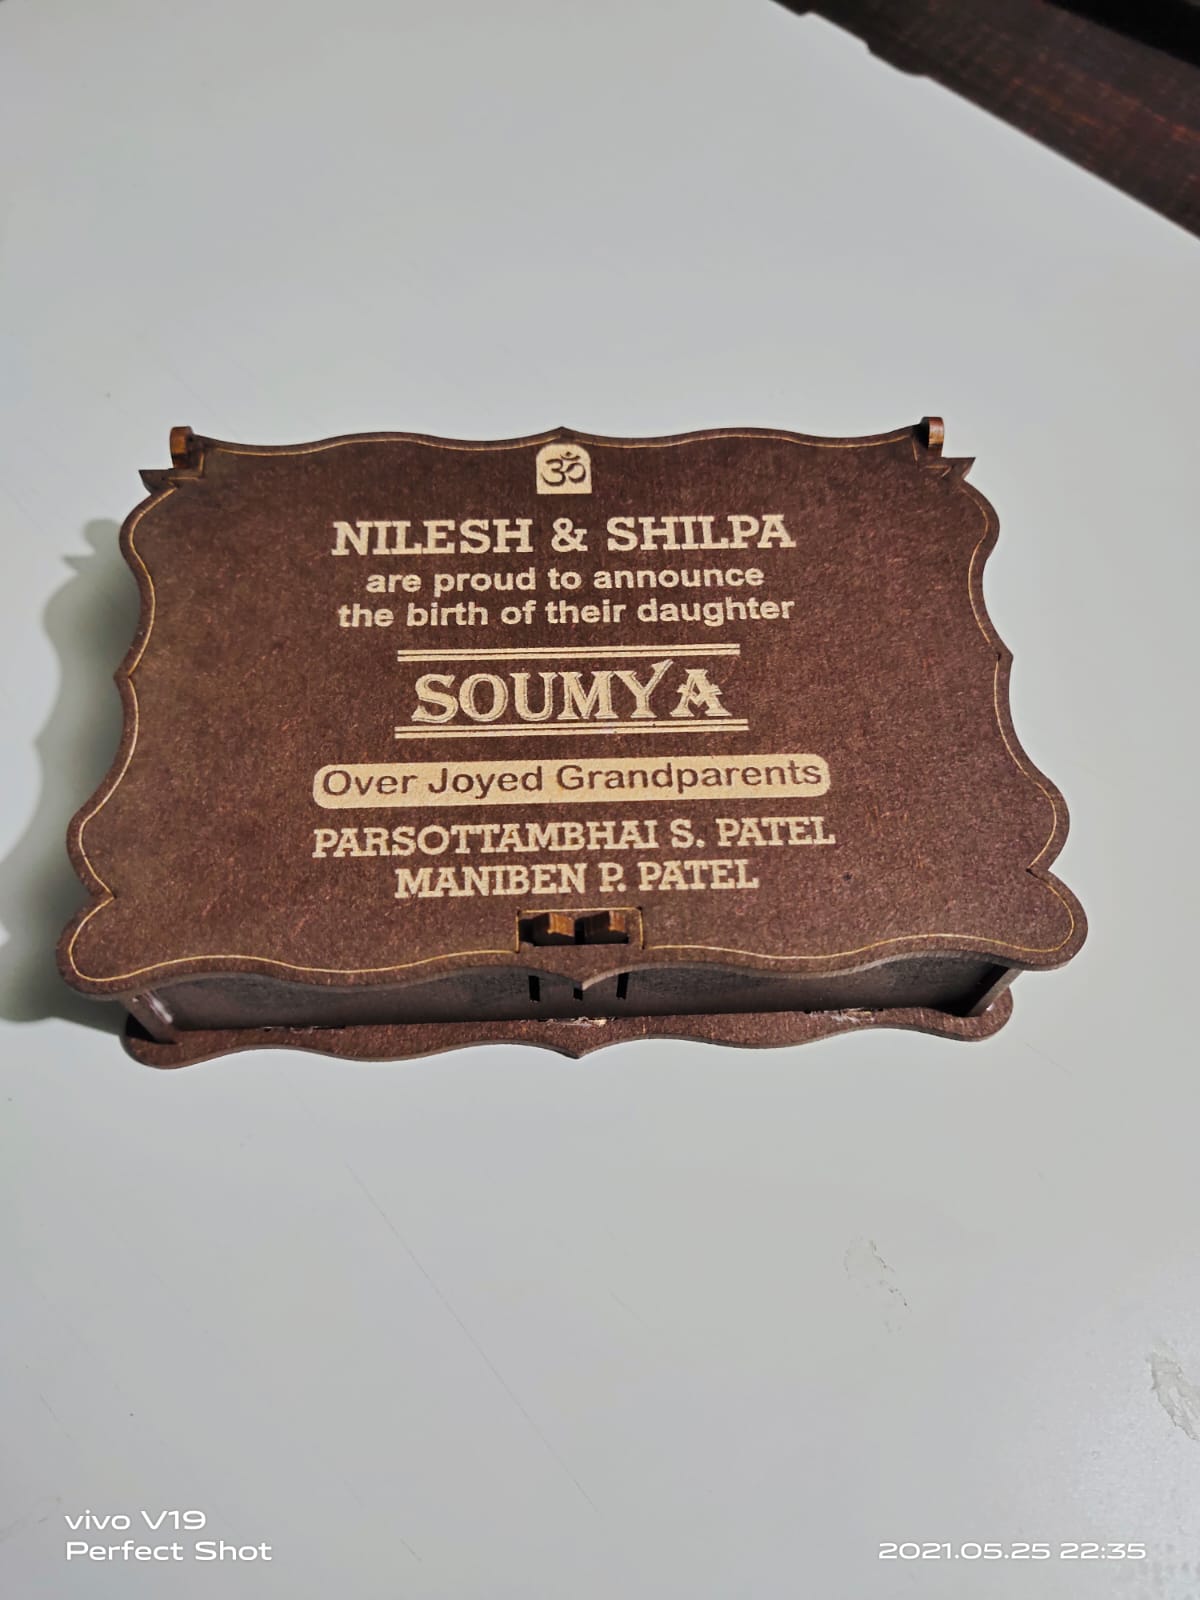 ॐ
NILESH & SHILPA
are proud to announce
the birth of their daughter
SOUMYA
Over Joyed Grandparents
PARSOTTAMBHAI S. PATEL
MANIBEN P. PATEL
vivo V19
Perfect Shot
2021.05.25 22:35